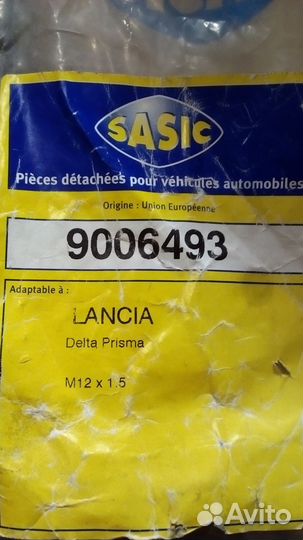 SASIC
Pièces détachées pour véhicules automobiles
Origine : Union Européenne
9006493
Adaptable à :
LANCIA
Delta Prisma
M12 x 1.5
Avito